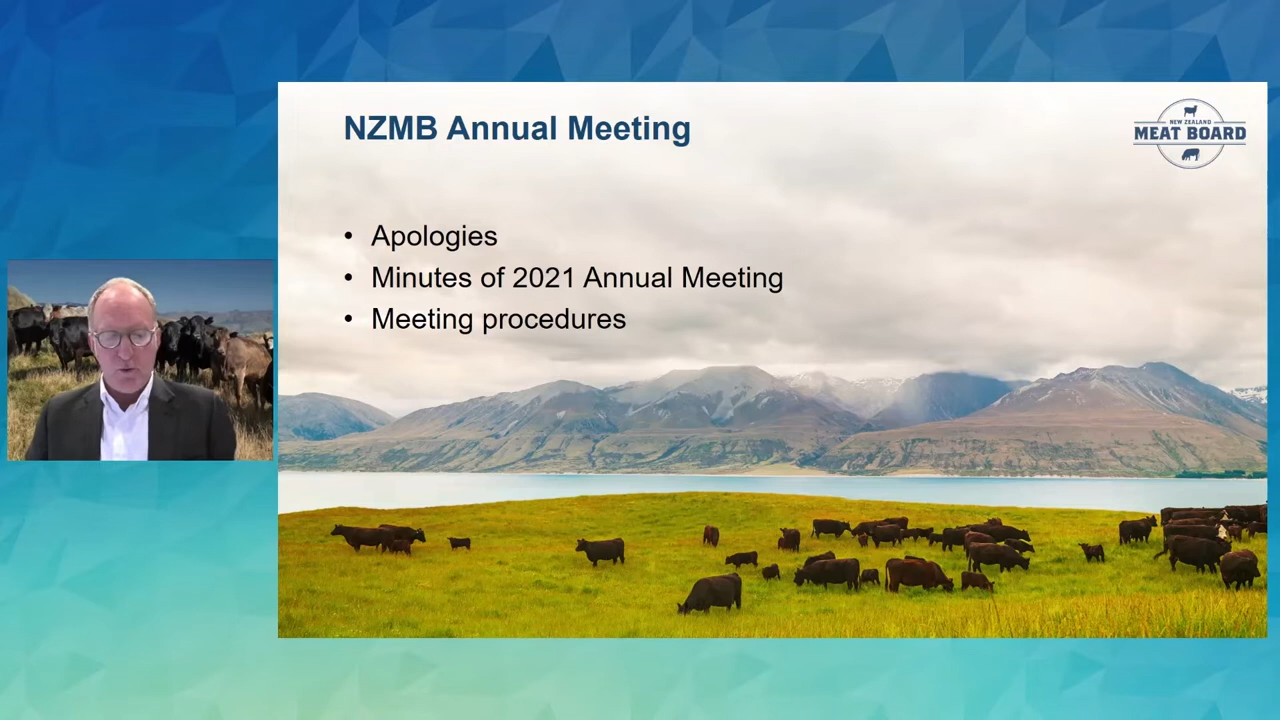 NZMB Annual Meeting
NEW ZEALAND
MEAT BOARD
• Apologies
• Minutes of 2021 Annual Meeting
• Meeting procedures